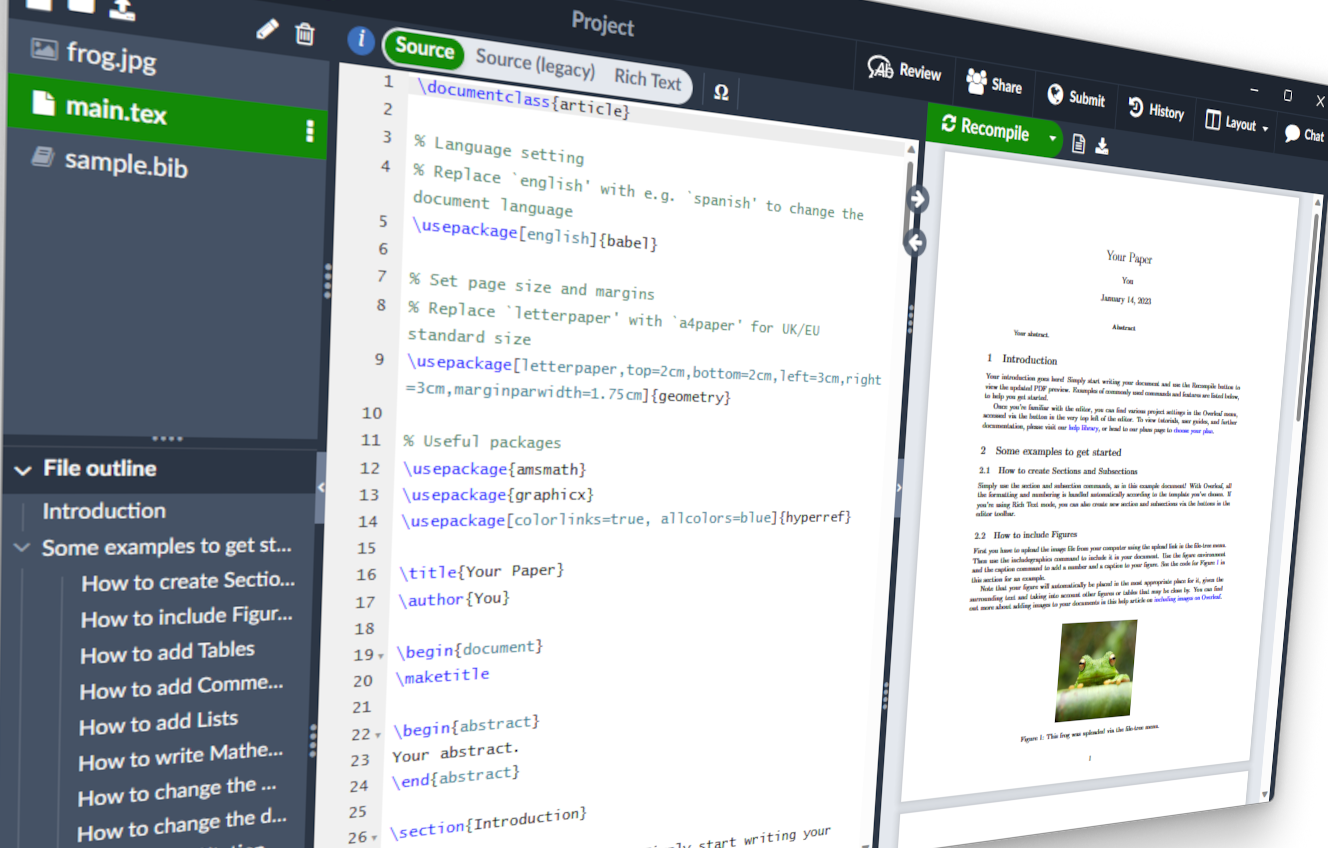 Project
frog.jpg
main.tex
sample.bib
File outline
Introduction
Some examples to get st...
How to create Sectio...
How to include Figur...
How to add Tables
How to add Comme...
How to add Lists
How to write Mathe...
How to change the ...
How to change the d...
i
Source
Source (legacy)
Rich Text
Ω
Review
Share
Submit
History
Layout
Chat
1 \documentclass{article}
2
3 % Language setting
4 % Replace `english' with e.g. `spanish' to change the
document language
5 \usepackage[english]{babel}
6
7 % Set page size and margins
8 % Replace `letterpaper' with `a4paper' for UK/EU
standard size
9 \usepackage[letterpaper,top=2cm,bottom=2cm,left=3cm,right
=3cm,marginparwidth=1.75cm]{geometry}
10
11 % Useful packages
12 \usepackage{amsmath}
13 \usepackage{graphicx}
14 \usepackage[colorlinks=true, allcolors=blue]{hyperref}
15
16 \title{Your Paper}
17 \author{You}
18
19 \begin{document}
20 \maketitle
21
22 \begin{abstract}
23 Your abstract.
24 \end{abstract}
25
26 \section{Introduction}
start writing your
Recompile
Your Paper
You
January 14, 2023
Abstract
Your abstract.
1 Introduction
Your introduction goes here! Simply start writing your document and use the Recompile button to
view the updated PDF preview. Examples of commonly used commands and features are listed below,
to help you get started.
Once you're familiar with the editor, you can find various project settings in the Overleaf menu,
accessed via the button in the very top left of the editor. To view tutorials, user guides, and further
documentation, please visit our help library, or head to our plans page to choose your plan.
2 Some examples to get started
2.1 How to create Sections and Subsections
Simply use the section and subsection commands, as in this example document! With Overleaf, all
the formatting and numbering is handled automatically according to the template you've chosen. If
you're using Rich Text mode, you can also create new section and subsections via the buttons in the
editor toolbar.
2.2 How to include Figures
First you have to upload the image file from your computer using the upload link in the file-tree menu.
Then use the includegraphics command to include it in your document. Use the figure environment
and the caption command to add a number and a caption to your figure. See the code for Figure 1 in
this section for an example.
Note that your figure will automatically be placed in the most appropriate place for it, given the
surrounding text and taking into account other figures or tables that may be close by. You can find
out more about adding images to your documents in this help article on including images on Overleaf.
Figure 1: This frog was uploaded via the file-tree menu.
1